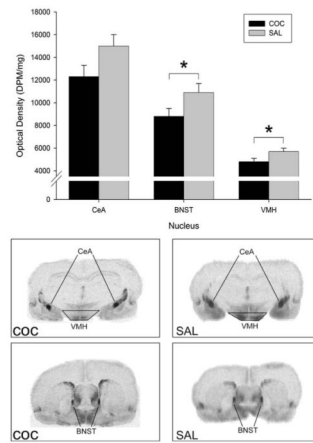 18000
16000
14000
12000
10000
8000
6000
4000
Optical Density (DPM/mg)
COC
SAL
*
*
CeA BNST VMH
Nucleus
CeA
VMH
COC
CeA
VMH
SAL
BNST
COC
BNST
SAL